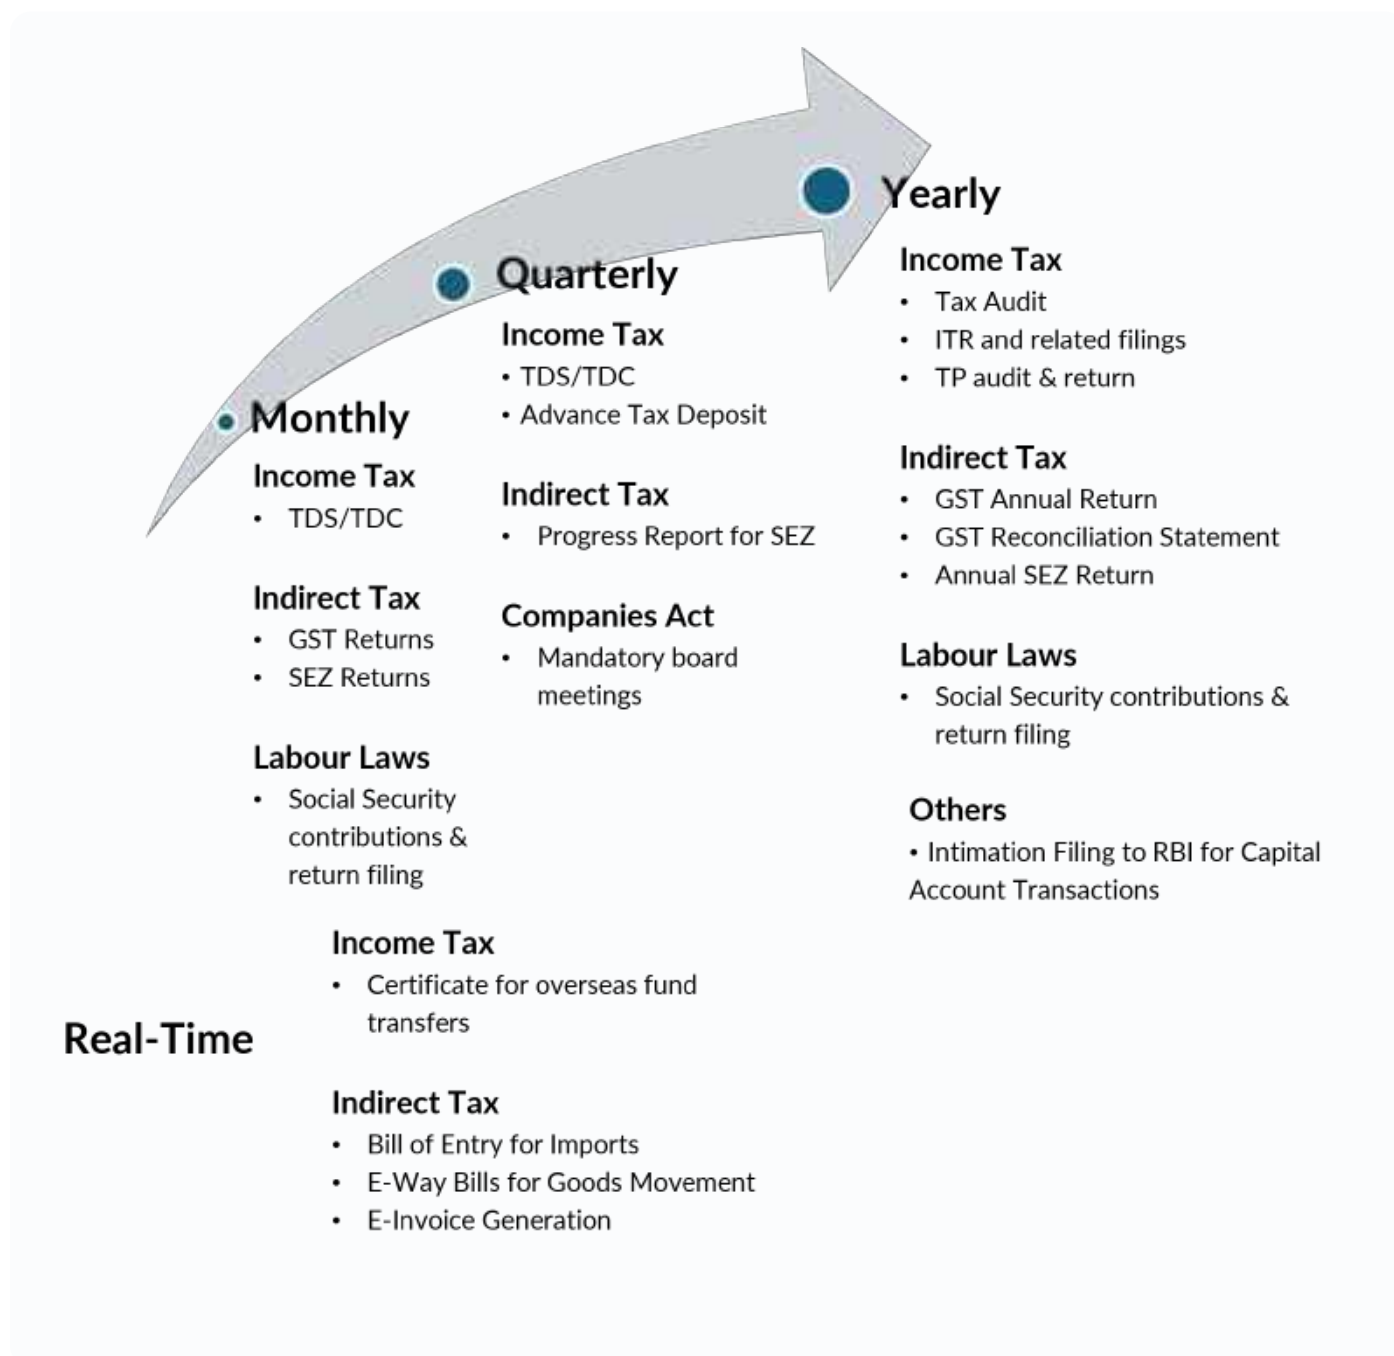 Monthly
Income Tax
• TDS/TDC
Indirect Tax
• GST Returns
• SEZ Returns
Labour Laws
• Social Security
contributions &
return filing
Quarterly
Income Tax
• TDS/TDC
• Advance Tax Deposit
Indirect Tax
• Progress Report for SEZ
Companies Act
• Mandatory board
meetings
Yearly
Income Tax
• Tax Audit
• ITR and related filings
• TP audit & return
Indirect Tax
• GST Annual Return
• GST Reconciliation Statement
• Annual SEZ Return
Labour Laws
• Social Security contributions &
return filing
Others
• Intimation Filing to RBI for Capital
Account Transactions
Real-Time
Income Tax
• Certificate for overseas fund
transfers
Indirect Tax
• Bill of Entry for Imports
• E-Way Bills for Goods Movement
• E-Invoice Generation